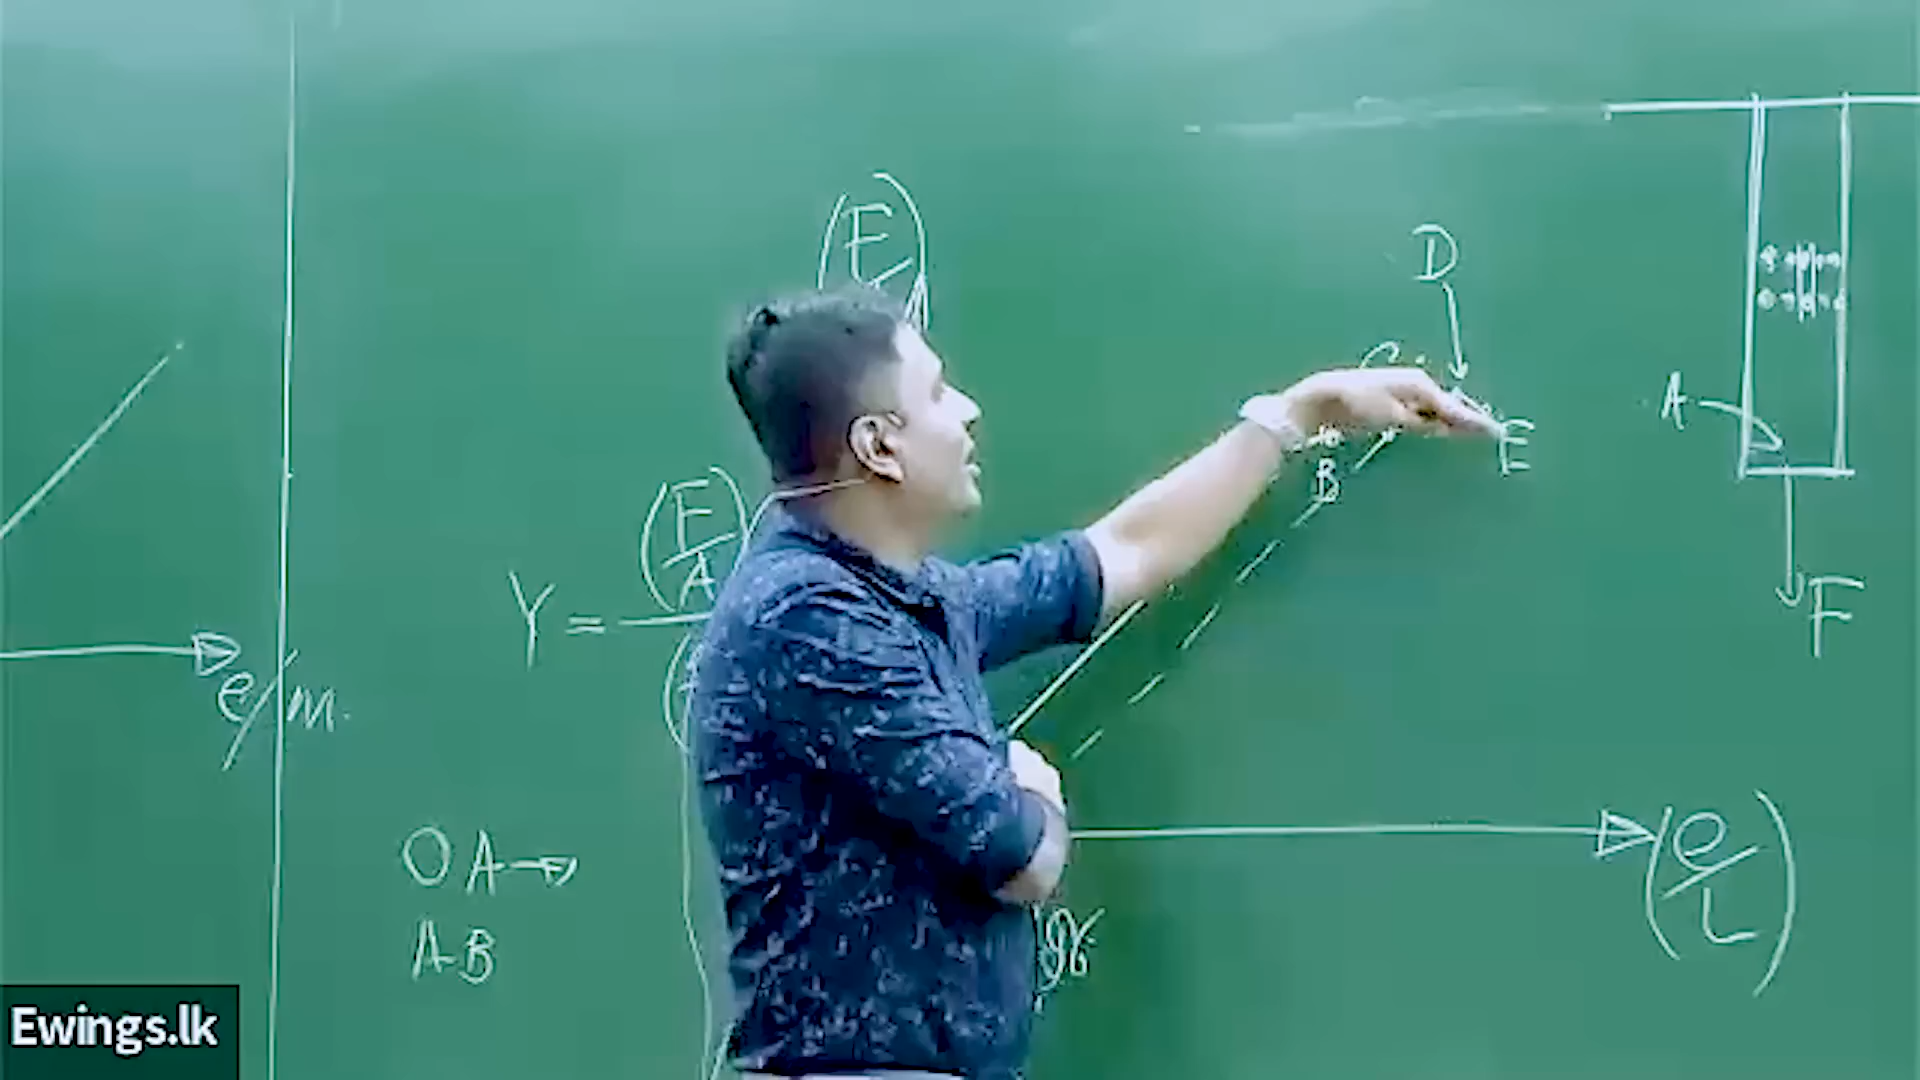 (F/A)
D
C
E
B
A
F
Y = (F/A)
e/m.
(e/L)
OA →
AB
Ewings.lk